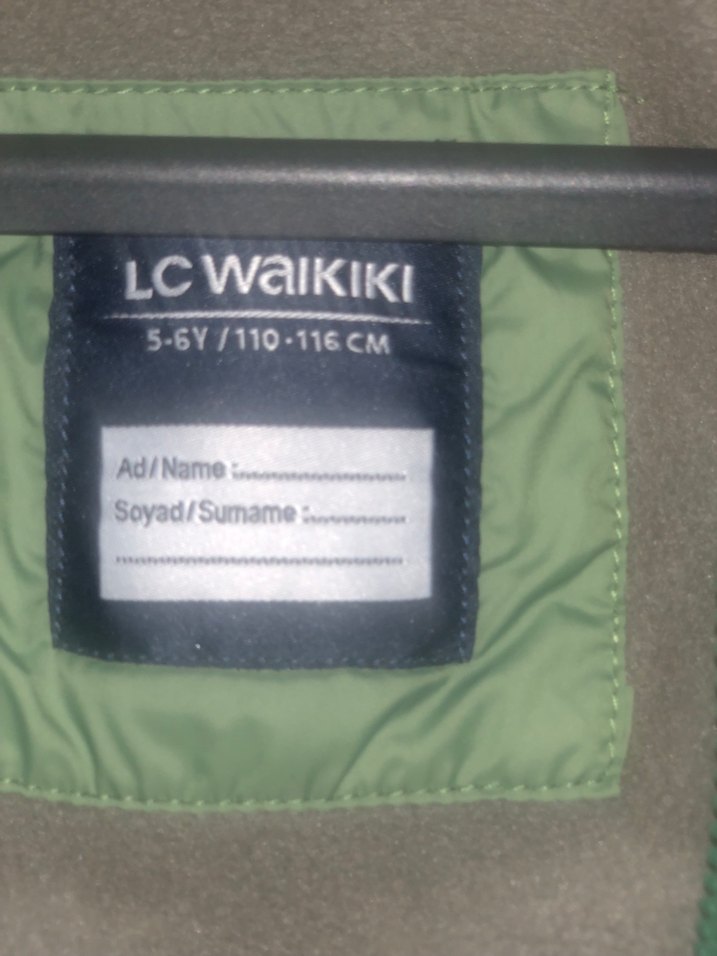 LC Waikiki
5-6Y / 110-116 CM
Ad/Name :....................
Soyad/Surname :............
..............................